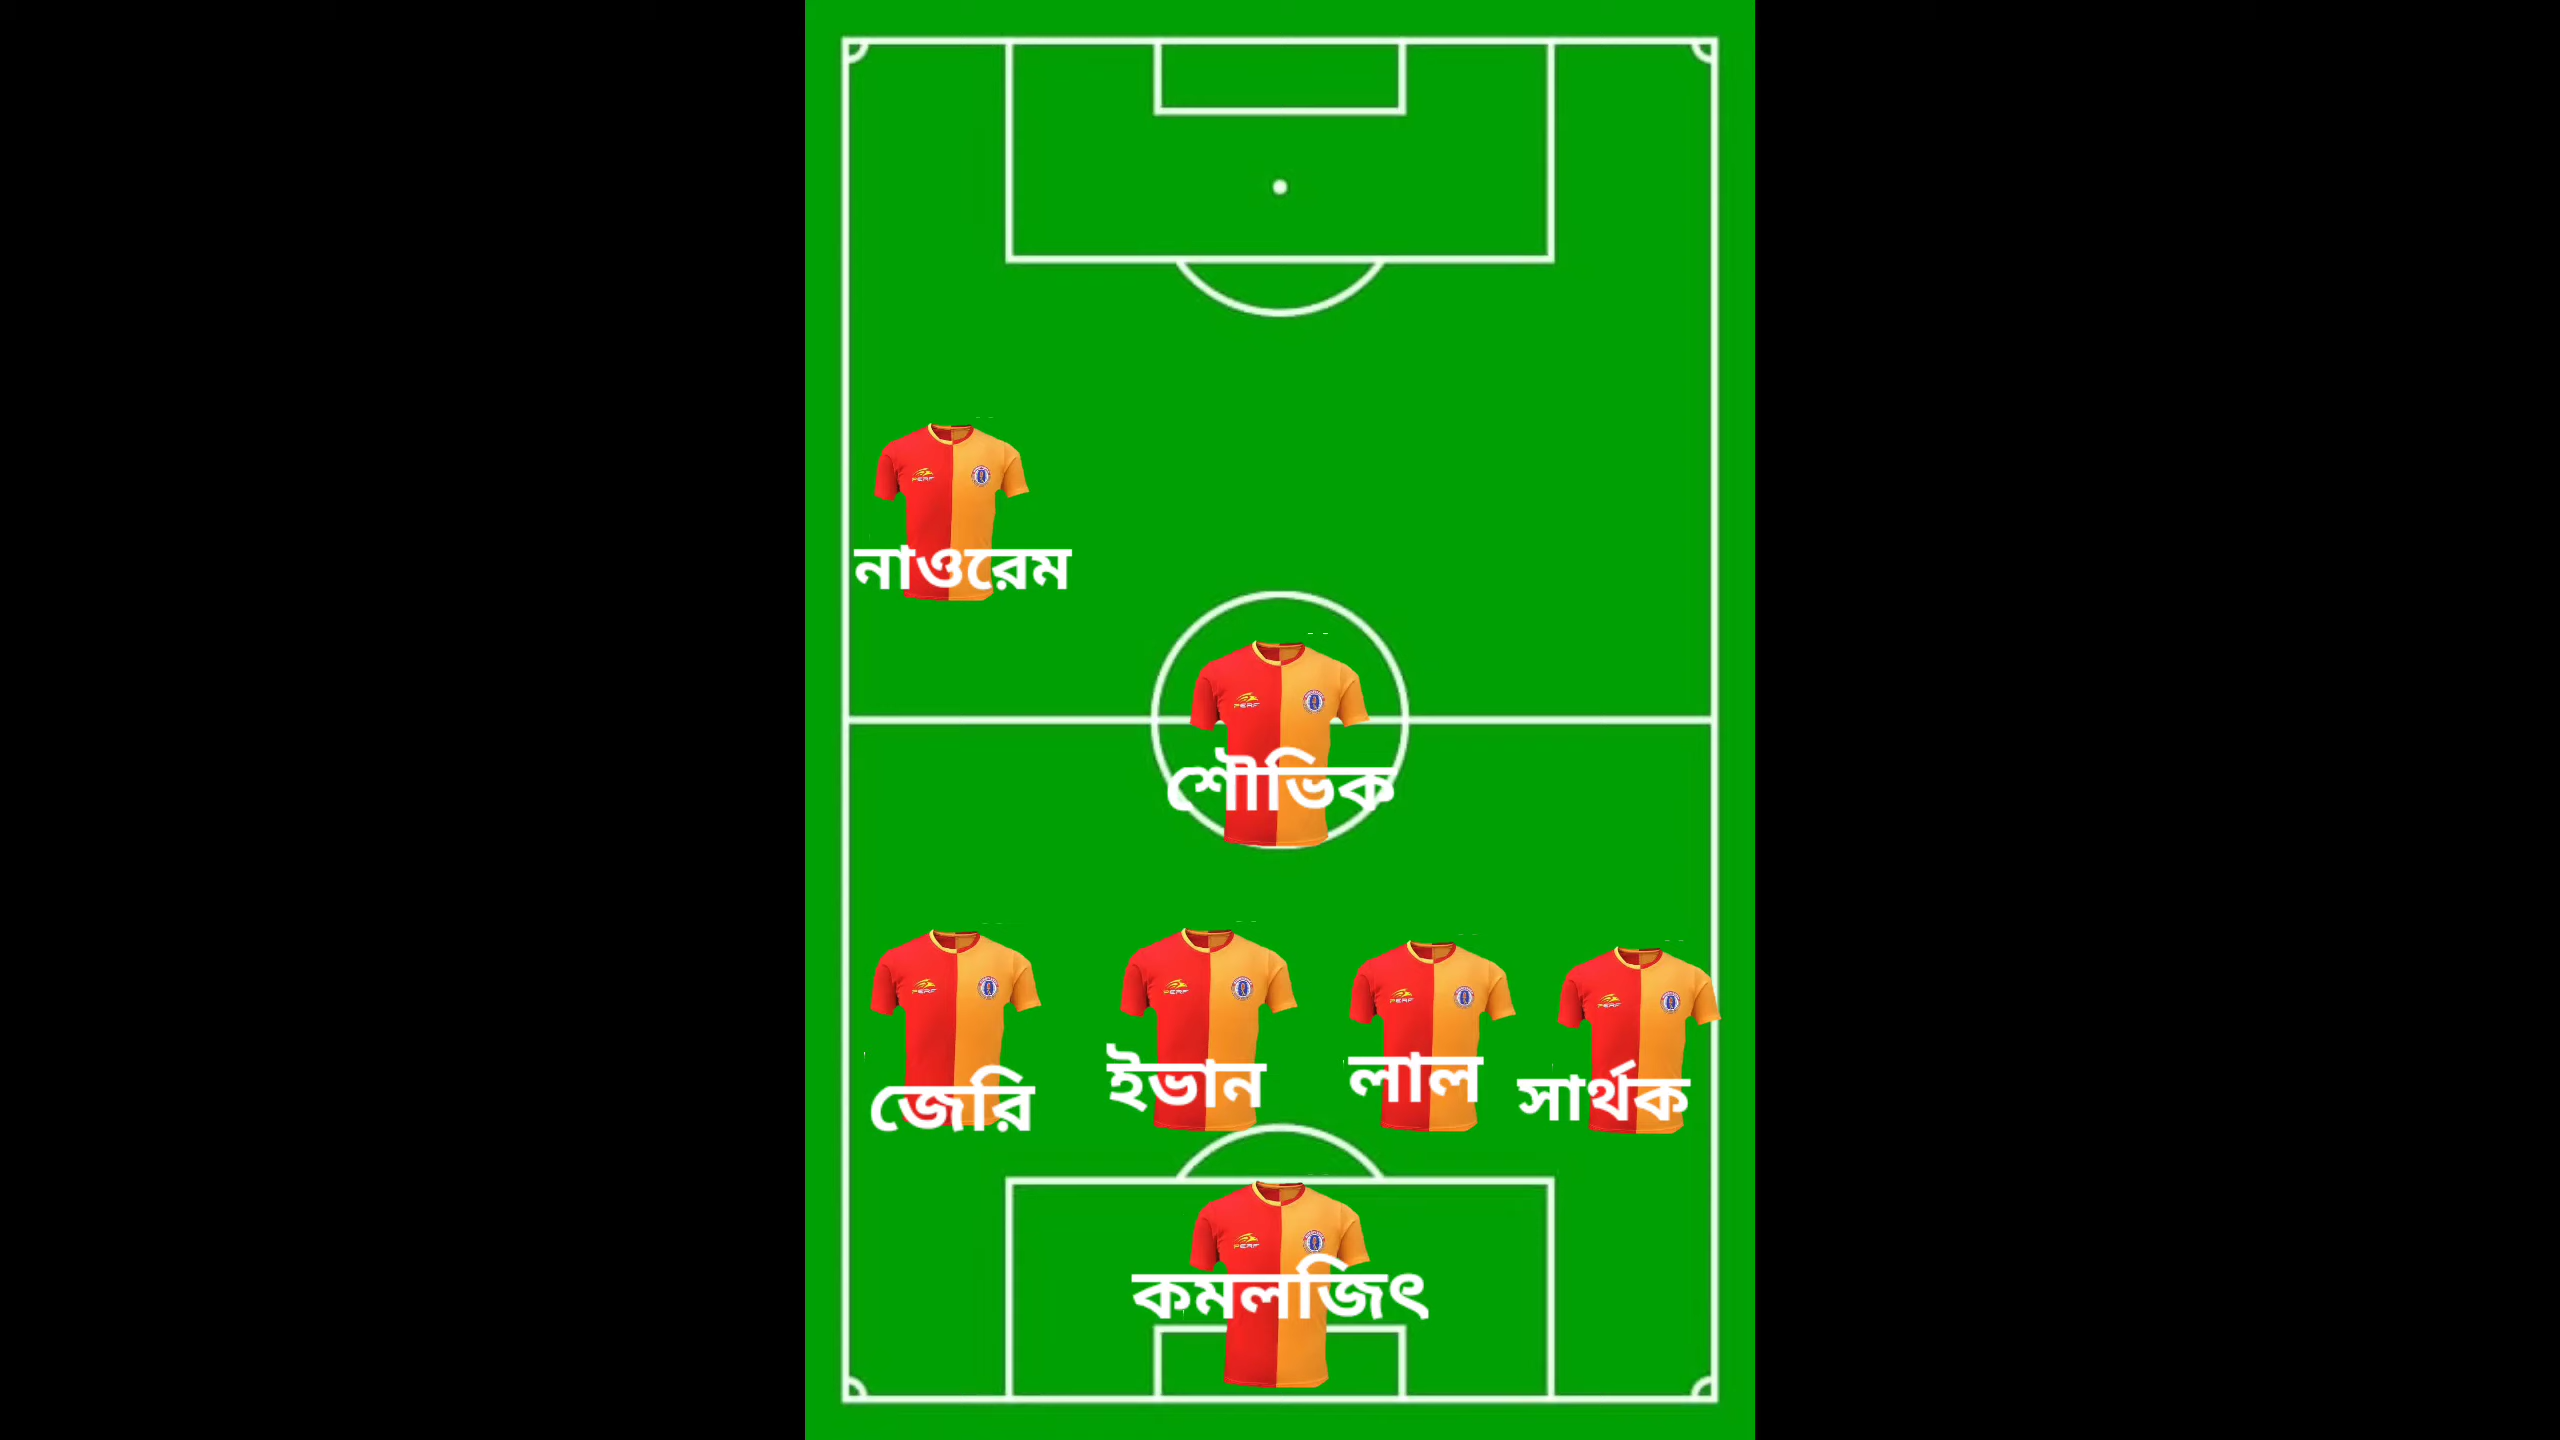 নাওরেম
শৌভিক
জেরি
ইভান
লাল
সার্থক
কমলজিৎ